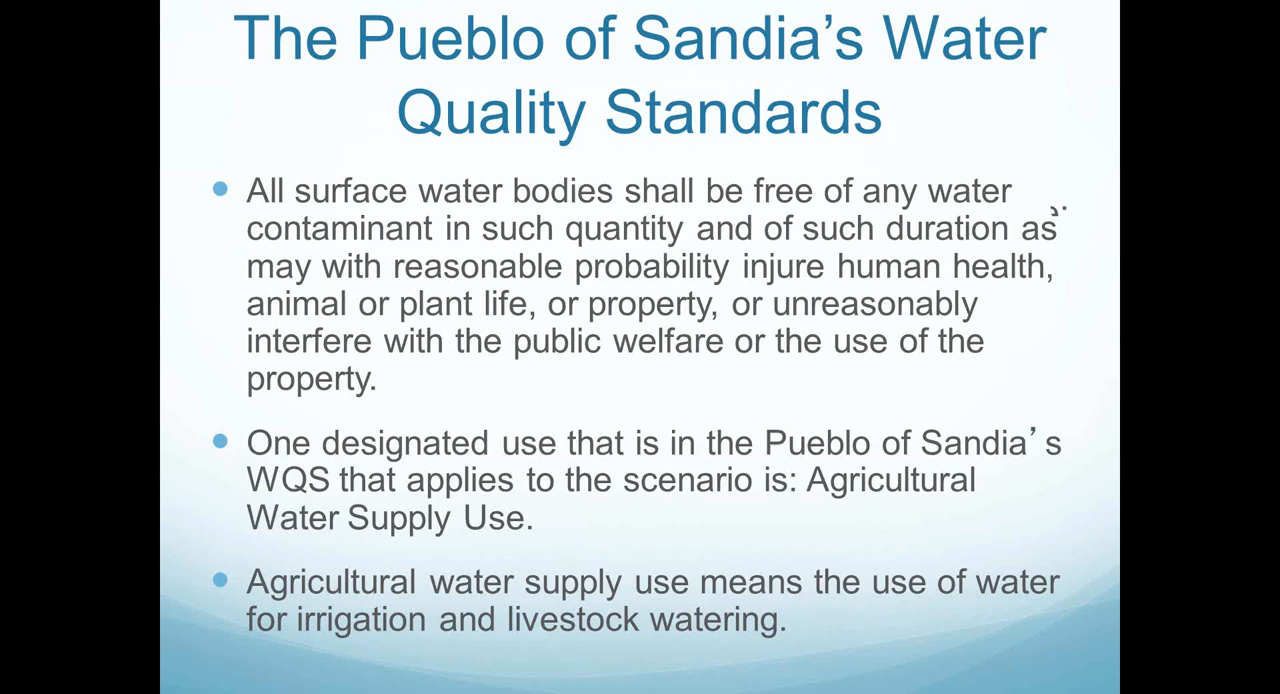 The Pueblo of Sandia’s Water
Quality Standards
All surface water bodies shall be free of any water
contaminant in such quantity and of such duration as
may with reasonable probability injure human health,
animal or plant life, or property, or unreasonably
interfere with the public welfare or the use of the
property.
One designated use that is in the Pueblo of Sandia’s
WQS that applies to the scenario is: Agricultural
Water Supply Use.
Agricultural water supply use means the use of water
for irrigation and livestock watering.